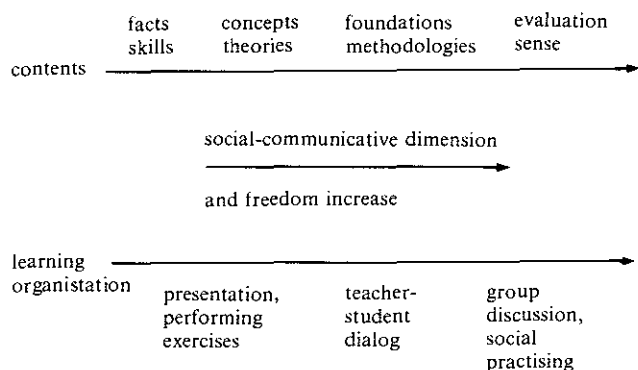 facts concepts foundations evaluation
skills theories methodologies sense
contents
social-communicative dimension
and freedom increase
learning
organistation
presentation, teacher- group
performing student discussion,
exercises dialog social
practising